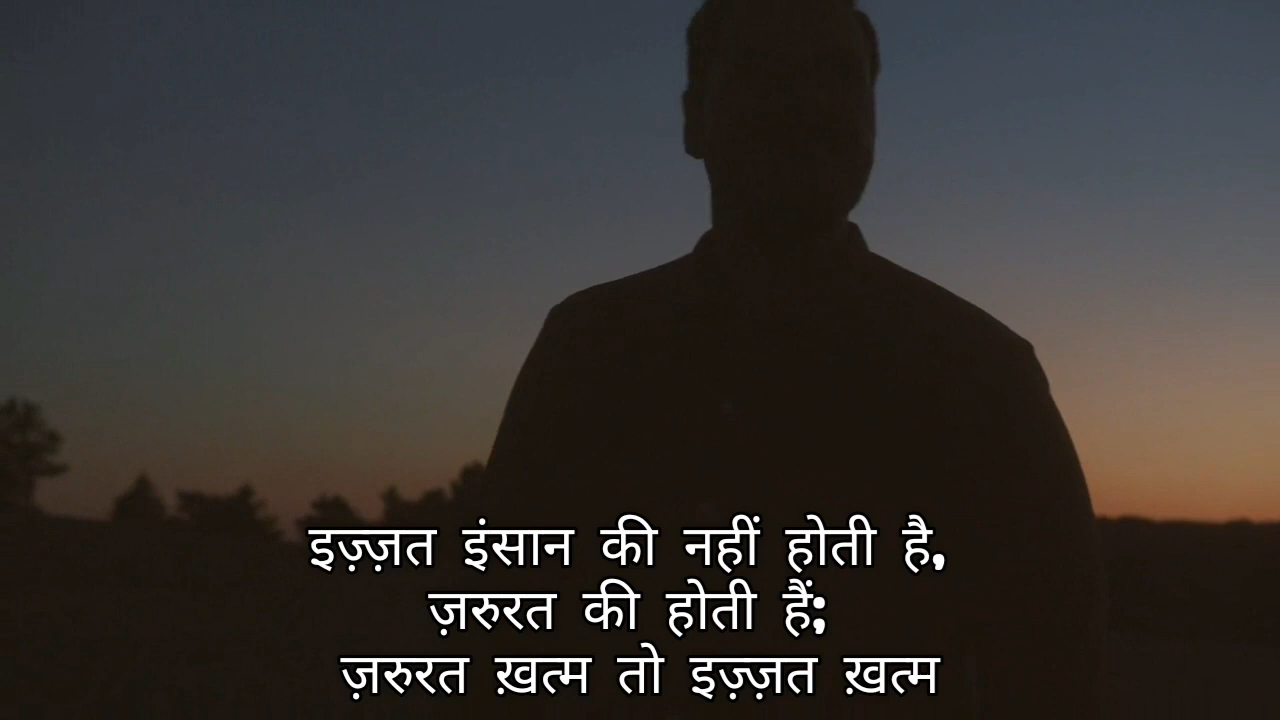 इज़्ज़त इंसान की नहीं होती है,
ज़रुरत की होती हैं;
ज़रुरत ख़त्म तो इज़्ज़त ख़त्म